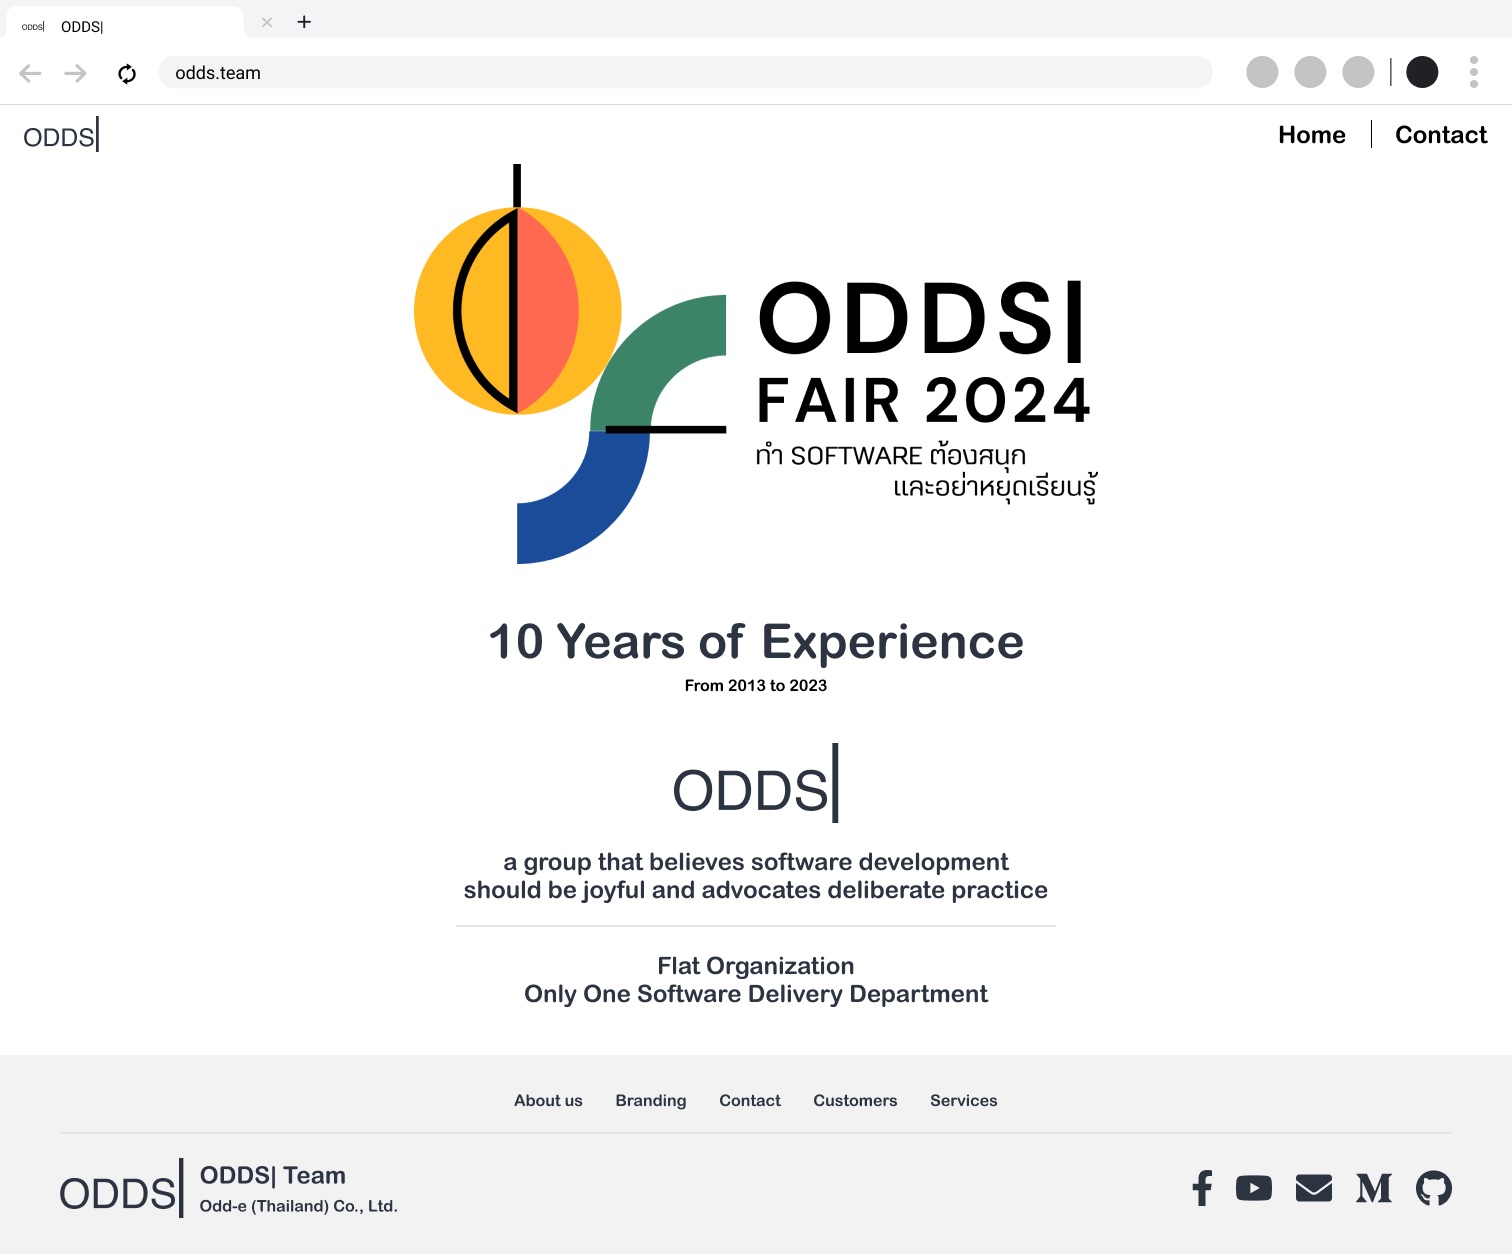 ODDS| ODDS|
odds.team
ODDS|
Home | Contact
ODDS|
FAIR 2024
ทำ SOFTWARE ต้องสนุก
และอย่าหยุดเรียนรู้
10 Years of Experience
From 2013 to 2023
ODDS|
a group that believes software development
should be joyful and advocates deliberate practice
Flat Organization
Only One Software Delivery Department
About us Branding Contact Customers Services
ODDS|
ODDS| Team
Odd-e (Thailand) Co., Ltd.